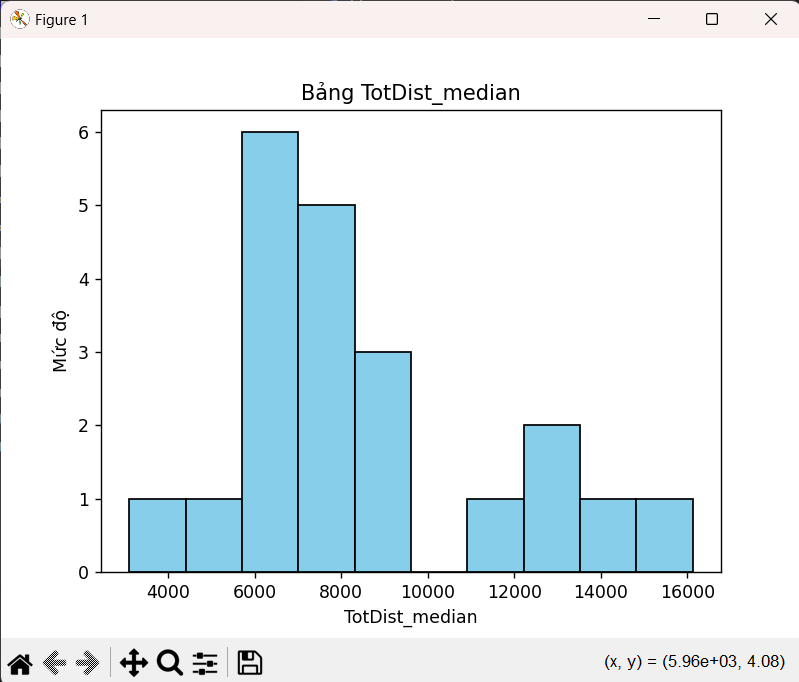 Figure 1
Bảng TotDist_median
6
5
4
3
2
1
0
Mức độ
4000 6000 8000 10000 12000 14000 16000
TotDist_median
(x, y) = (5.96e+03, 4.08)